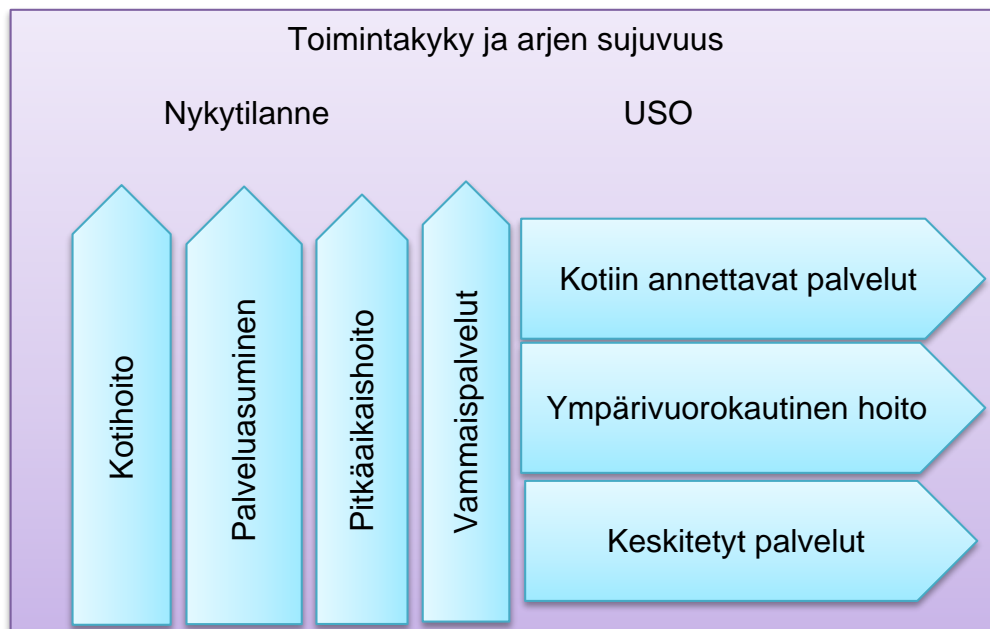 Toimintakyky ja arjen sujuvuus
Nykytilanne
USO
Kotihoito
Palveluasuminen
Pitkäaikaishoito
Vammaispalvelut
Kotiin annettavat palvelut
Ympärivuorokautinen hoito
Keskitetyt palvelut